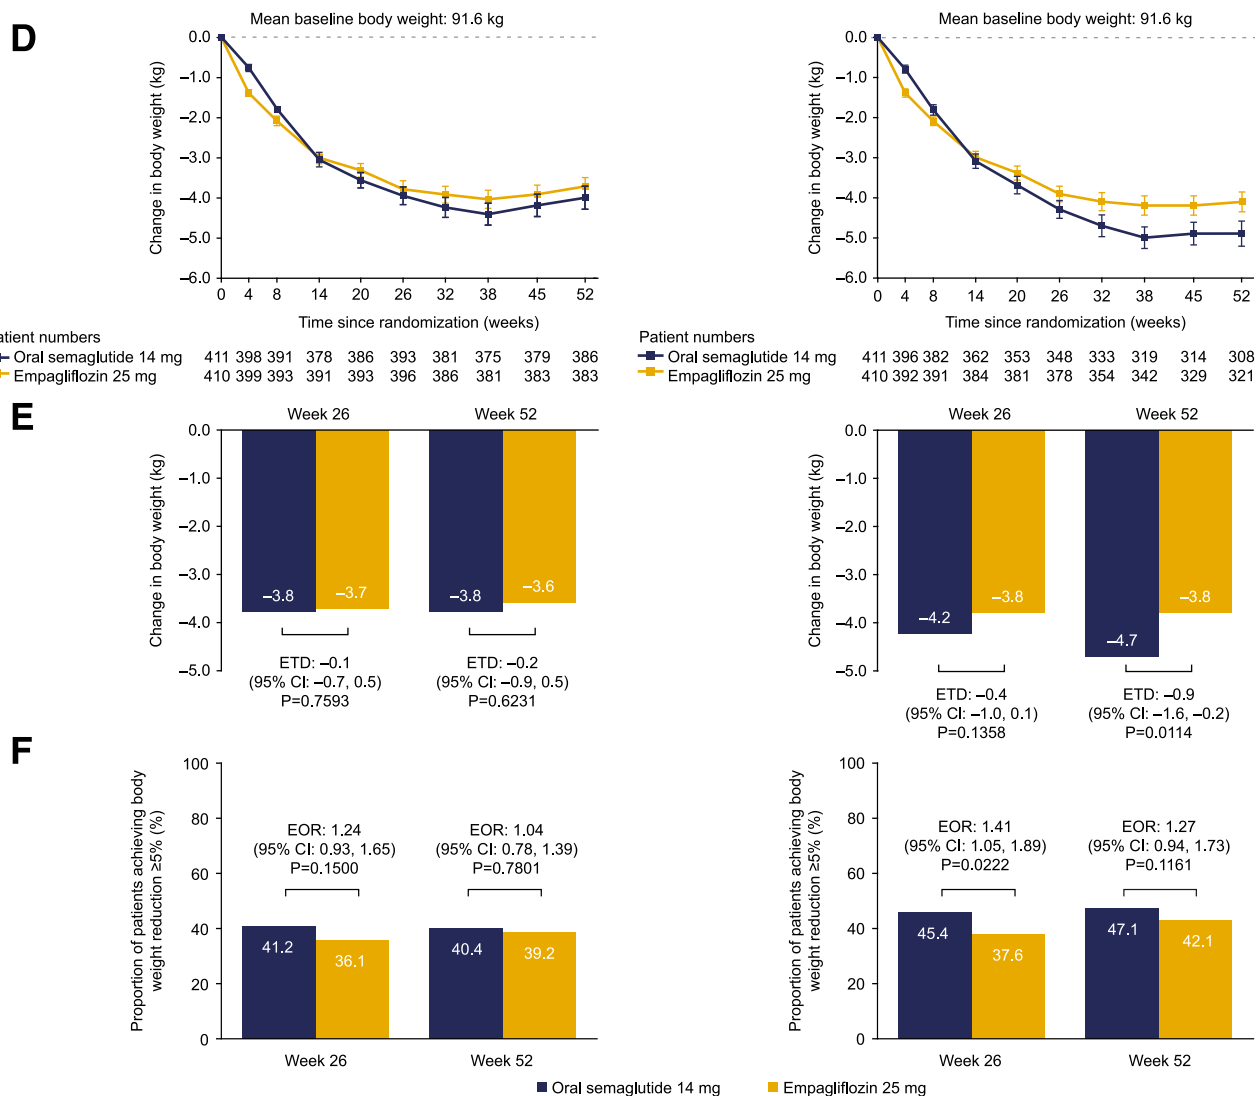 D
Mean baseline body weight: 91.6 kg
Change in body weight (kg)
0.0
–1.0
–2.0
–3.0
–4.0
–5.0
–6.0
0 4 8 14 20 26 32 38 45 52
Time since randomization (weeks)
atient numbers
Oral semaglutide 14 mg 411 398 391 378 386 393 381 375 379 386
Empagliflozin 25 mg 410 399 393 391 393 396 386 381 383 383
Mean baseline body weight: 91.6 kg
Change in body weight (kg)
0.0
–1.0
–2.0
–3.0
–4.0
–5.0
–6.0
0 4 8 14 20 26 32 38 45 52
Time since randomization (weeks)
Patient numbers
Oral semaglutide 14 mg 411 396 382 362 353 348 333 319 314 308
Empagliflozin 25 mg 410 392 391 384 381 378 354 342 329 321
E
Week 26 Week 52
Change in body weight (kg)
0.0
–1.0
–2.0
–3.0
–4.0
–5.0
–3.8 –3.7 –3.8 –3.6
ETD: –0.1
(95% CI: –0.7, 0.5)
P=0.7593
ETD: –0.2
(95% CI: –0.9, 0.5)
P=0.6231
Week 26 Week 52
Change in body weight (kg)
0.0
–1.0
–2.0
–3.0
–4.0
–5.0
–4.2 –3.8 –4.7 –3.8
ETD: –0.4
(95% CI: –1.0, 0.1)
P=0.1358
ETD: –0.9
(95% CI: –1.6, –0.2)
P=0.0114
F
Proportion of patients achieving body
weight reduction ≥5% (%)
100
80
60
40
20
0
EOR: 1.24
(95% CI: 0.93, 1.65)
P=0.1500
EOR: 1.04
(95% CI: 0.78, 1.39)
P=0.7801
41.2 36.1 40.4 39.2
Week 26 Week 52
Proportion of patients achieving body
weight reduction ≥5% (%)
100
80
60
40
20
0
EOR: 1.41
(95% CI: 1.05, 1.89)
P=0.0222
EOR: 1.27
(95% CI: 0.94, 1.73)
P=0.1161
45.4 37.6 47.1 42.1
Week 26 Week 52
Oral semaglutide 14 mg Empagliflozin 25 mg